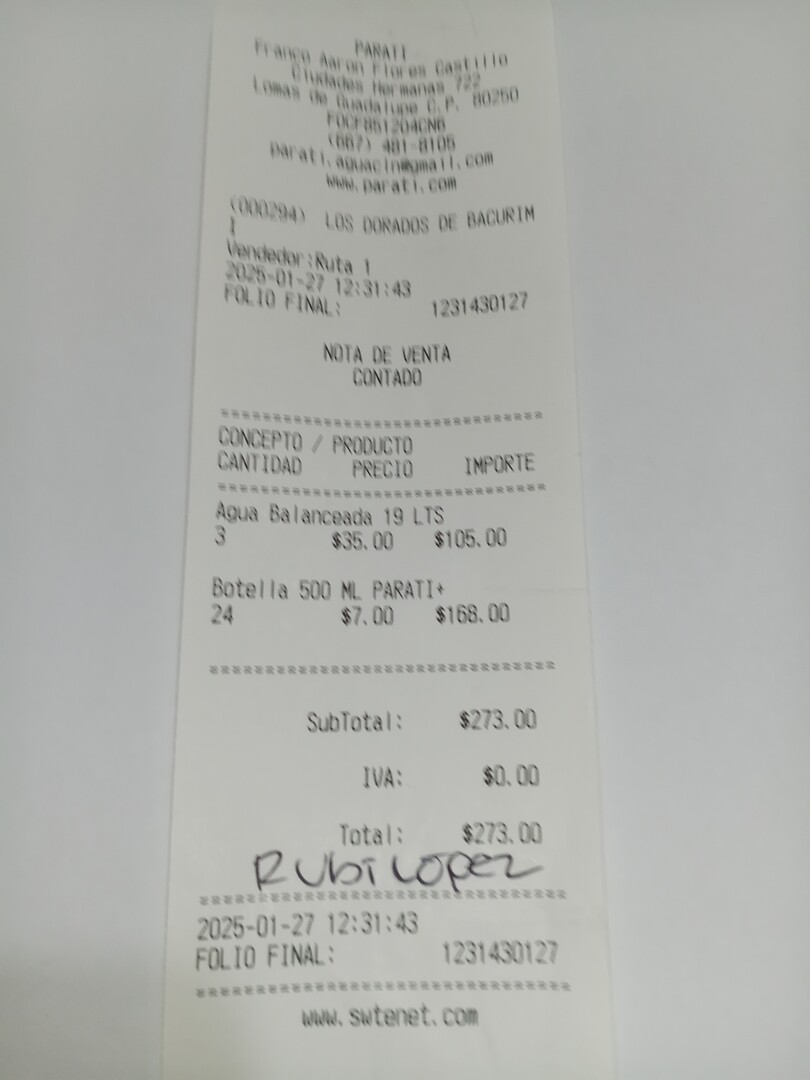 PARATI
Franco Aaron Flores Castillo
Ciudades Hermanas 722
Lomas de Guadalupe C.P. 80250
FOCF851204CN6
(667) 481-8105
parati.aguacln@gmail.com
www.parati.com
(000294) LOS DORADOS DE BACURIM
I
Vendedor:Ruta 1
2025-01-27 12:31:43
FOLIO FINAL: 1231430127
NOTA DE VENTA
CONTADO
CONCEPTO / PRODUCTO
CANTIDAD PRECIO IMPORTE
Agua Balanceada 19 LTS
3 $35.00 $105.00
Botella 500 ML PARATI+
24 $7.00 $168.00
SubTotal: $273.00
IVA: $0.00
Total: $273.00
Rubi Lopez
2025-01-27 12:31:43
FOLIO FINAL: 1231430127
www.swtenet.com